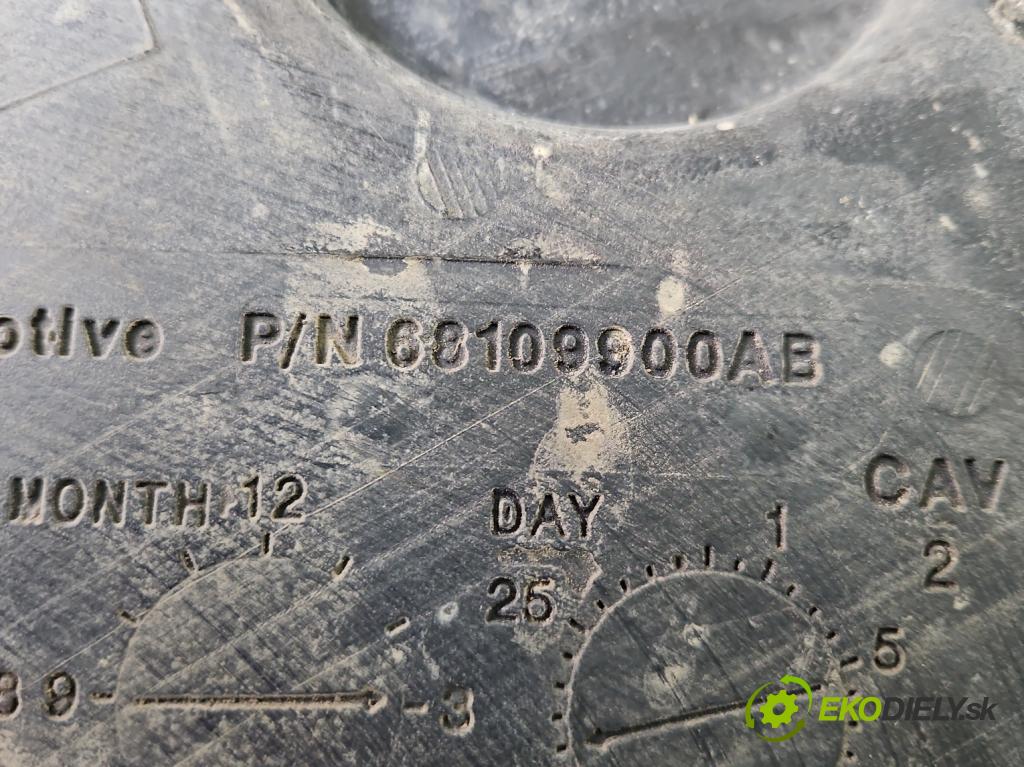 otive P/N 68109900AB
MONTH 12 DAY CAV
25 1 2
9 3 5
EKODIELY.sk